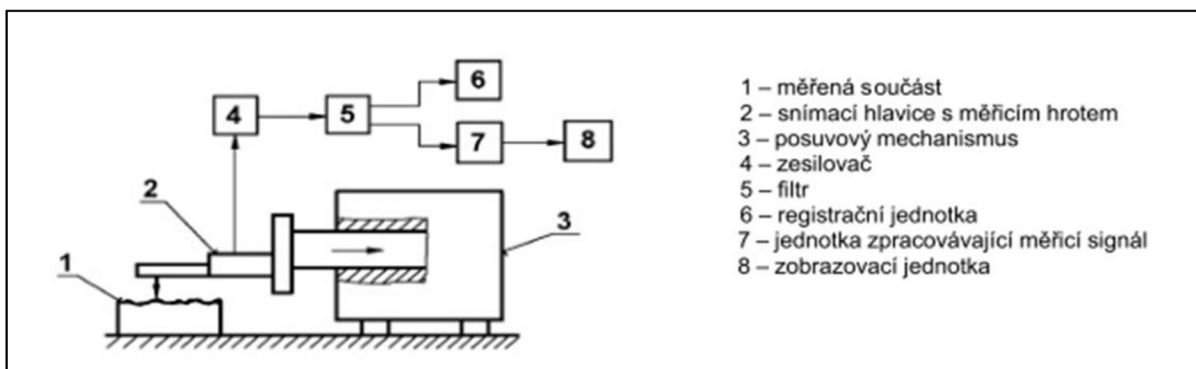 6
4
5
7
8
2
3
1
1 – měřená součást
2 – snímací hlavice s měřicím hrotem
3 – posuvový mechanismus
4 – zesilovač
5 – filtr
6 – registrační jednotka
7 – jednotka zpracovávající měřicí signál
8 – zobrazovací jednotka